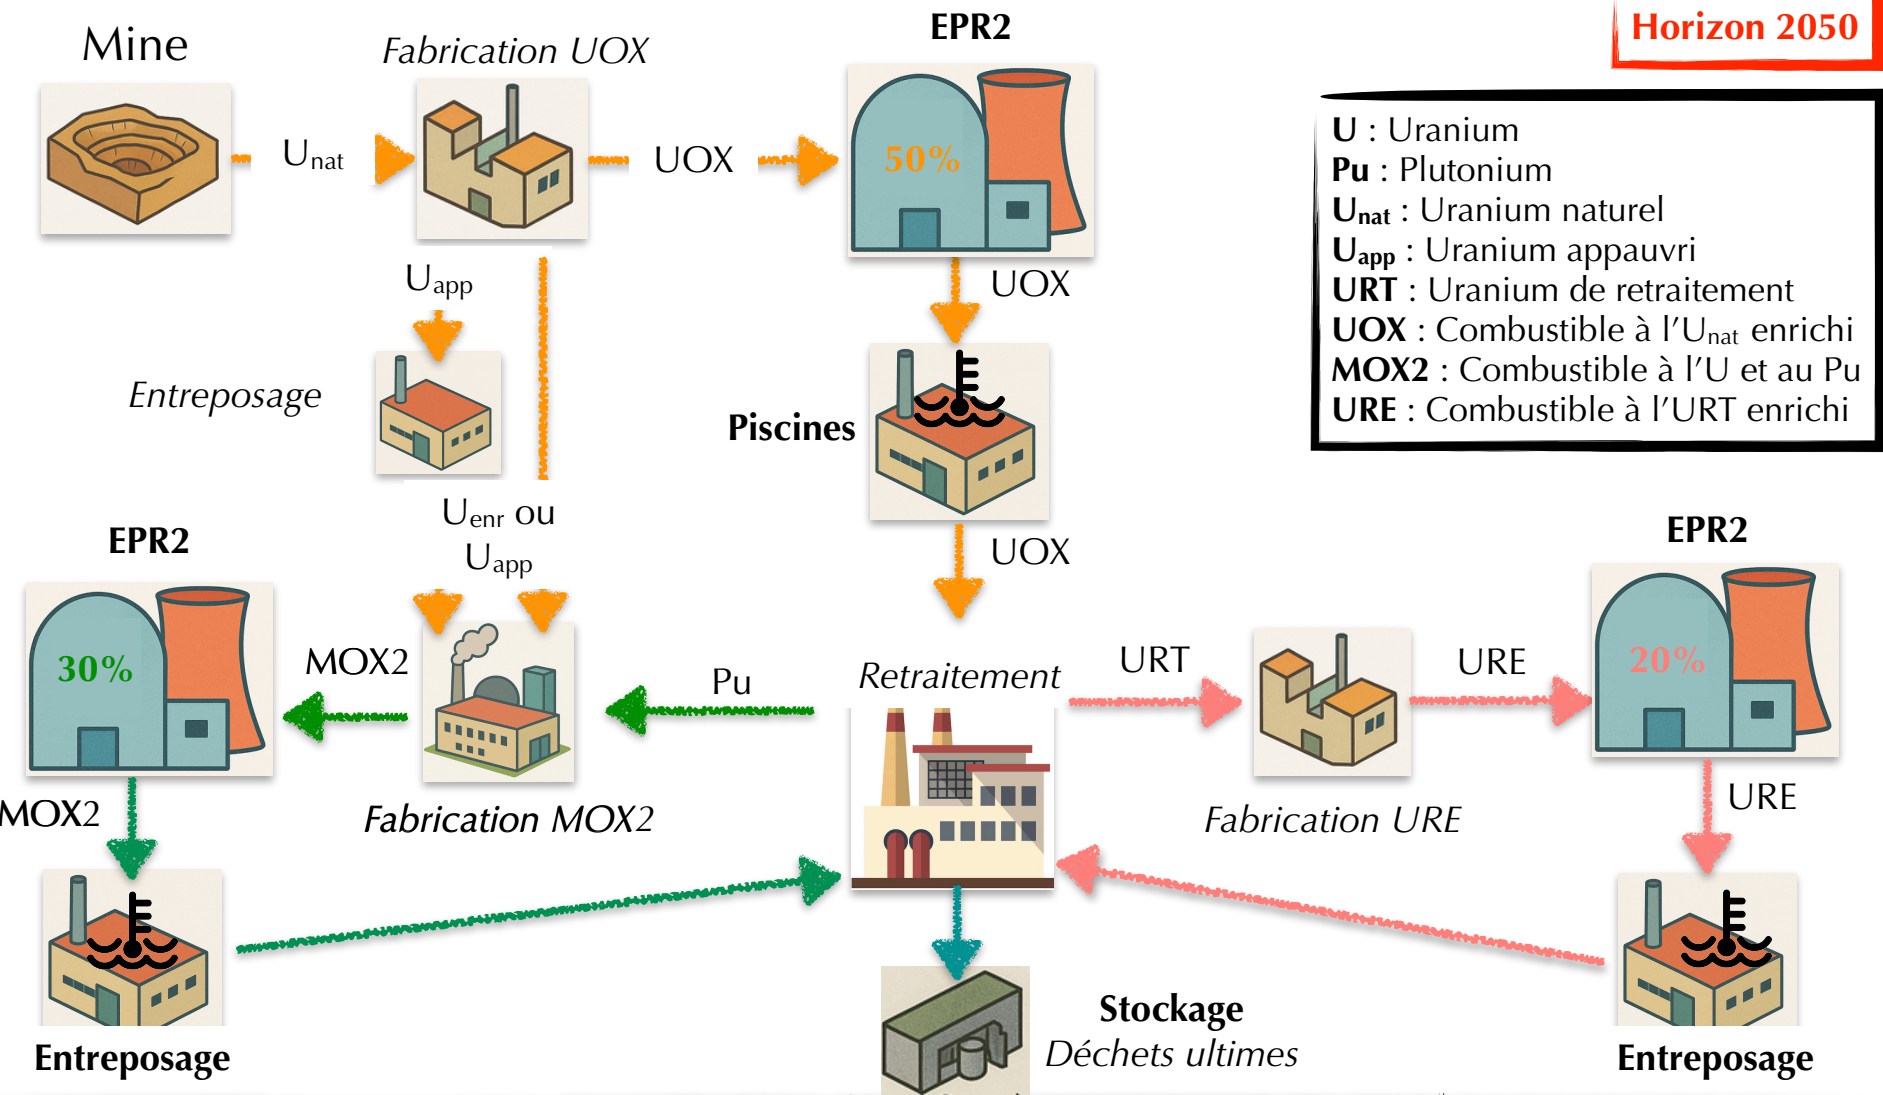 Mine
Fabrication UOX
EPR2
Horizon 2050
U : Uranium
Pu : Plutonium
Unat : Uranium naturel
Uapp : Uranium appauvri
URT : Uranium de retraitement
UOX : Combustible à l'Unat enrichi
MOX2 : Combustible à l'U et au Pu
URE : Combustible à l'URT enrichi
Unat
UOX
50%
Uapp
UOX
Entreposage
Piscines
Uenr ou
Uapp
UOX
EPR2
EPR2
30%
MOX2
Pu
Retraitement
URT
URE
20%
MOX2
Fabrication MOX2
Fabrication URE
URE
Entreposage
Stockage
Déchets ultimes
Entreposage